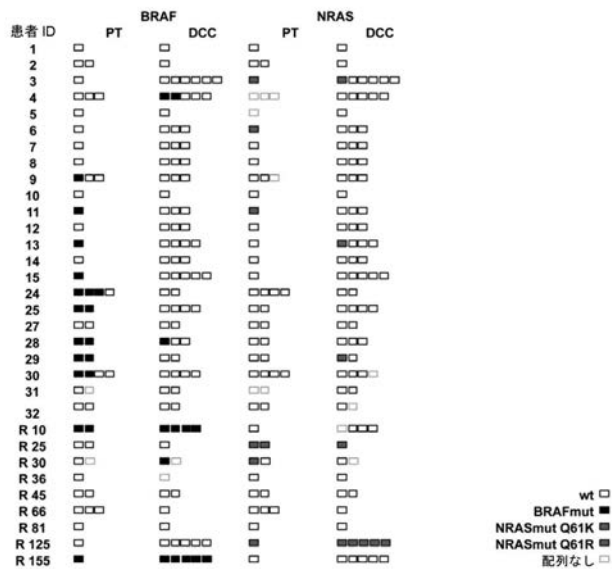 BRAF NRAS
患者 ID PT DCC PT DCC
1
2
3
4
5
6
7
8
9
10
11
12
13
14
15
24
25
27
28
29
30
31
32
R 10
R 25
R 30
R 36
R 45
R 66
R 81
R 125
R 155
wt
BRAFmut
NRASmut Q61K
NRASmut Q61R
配列なし